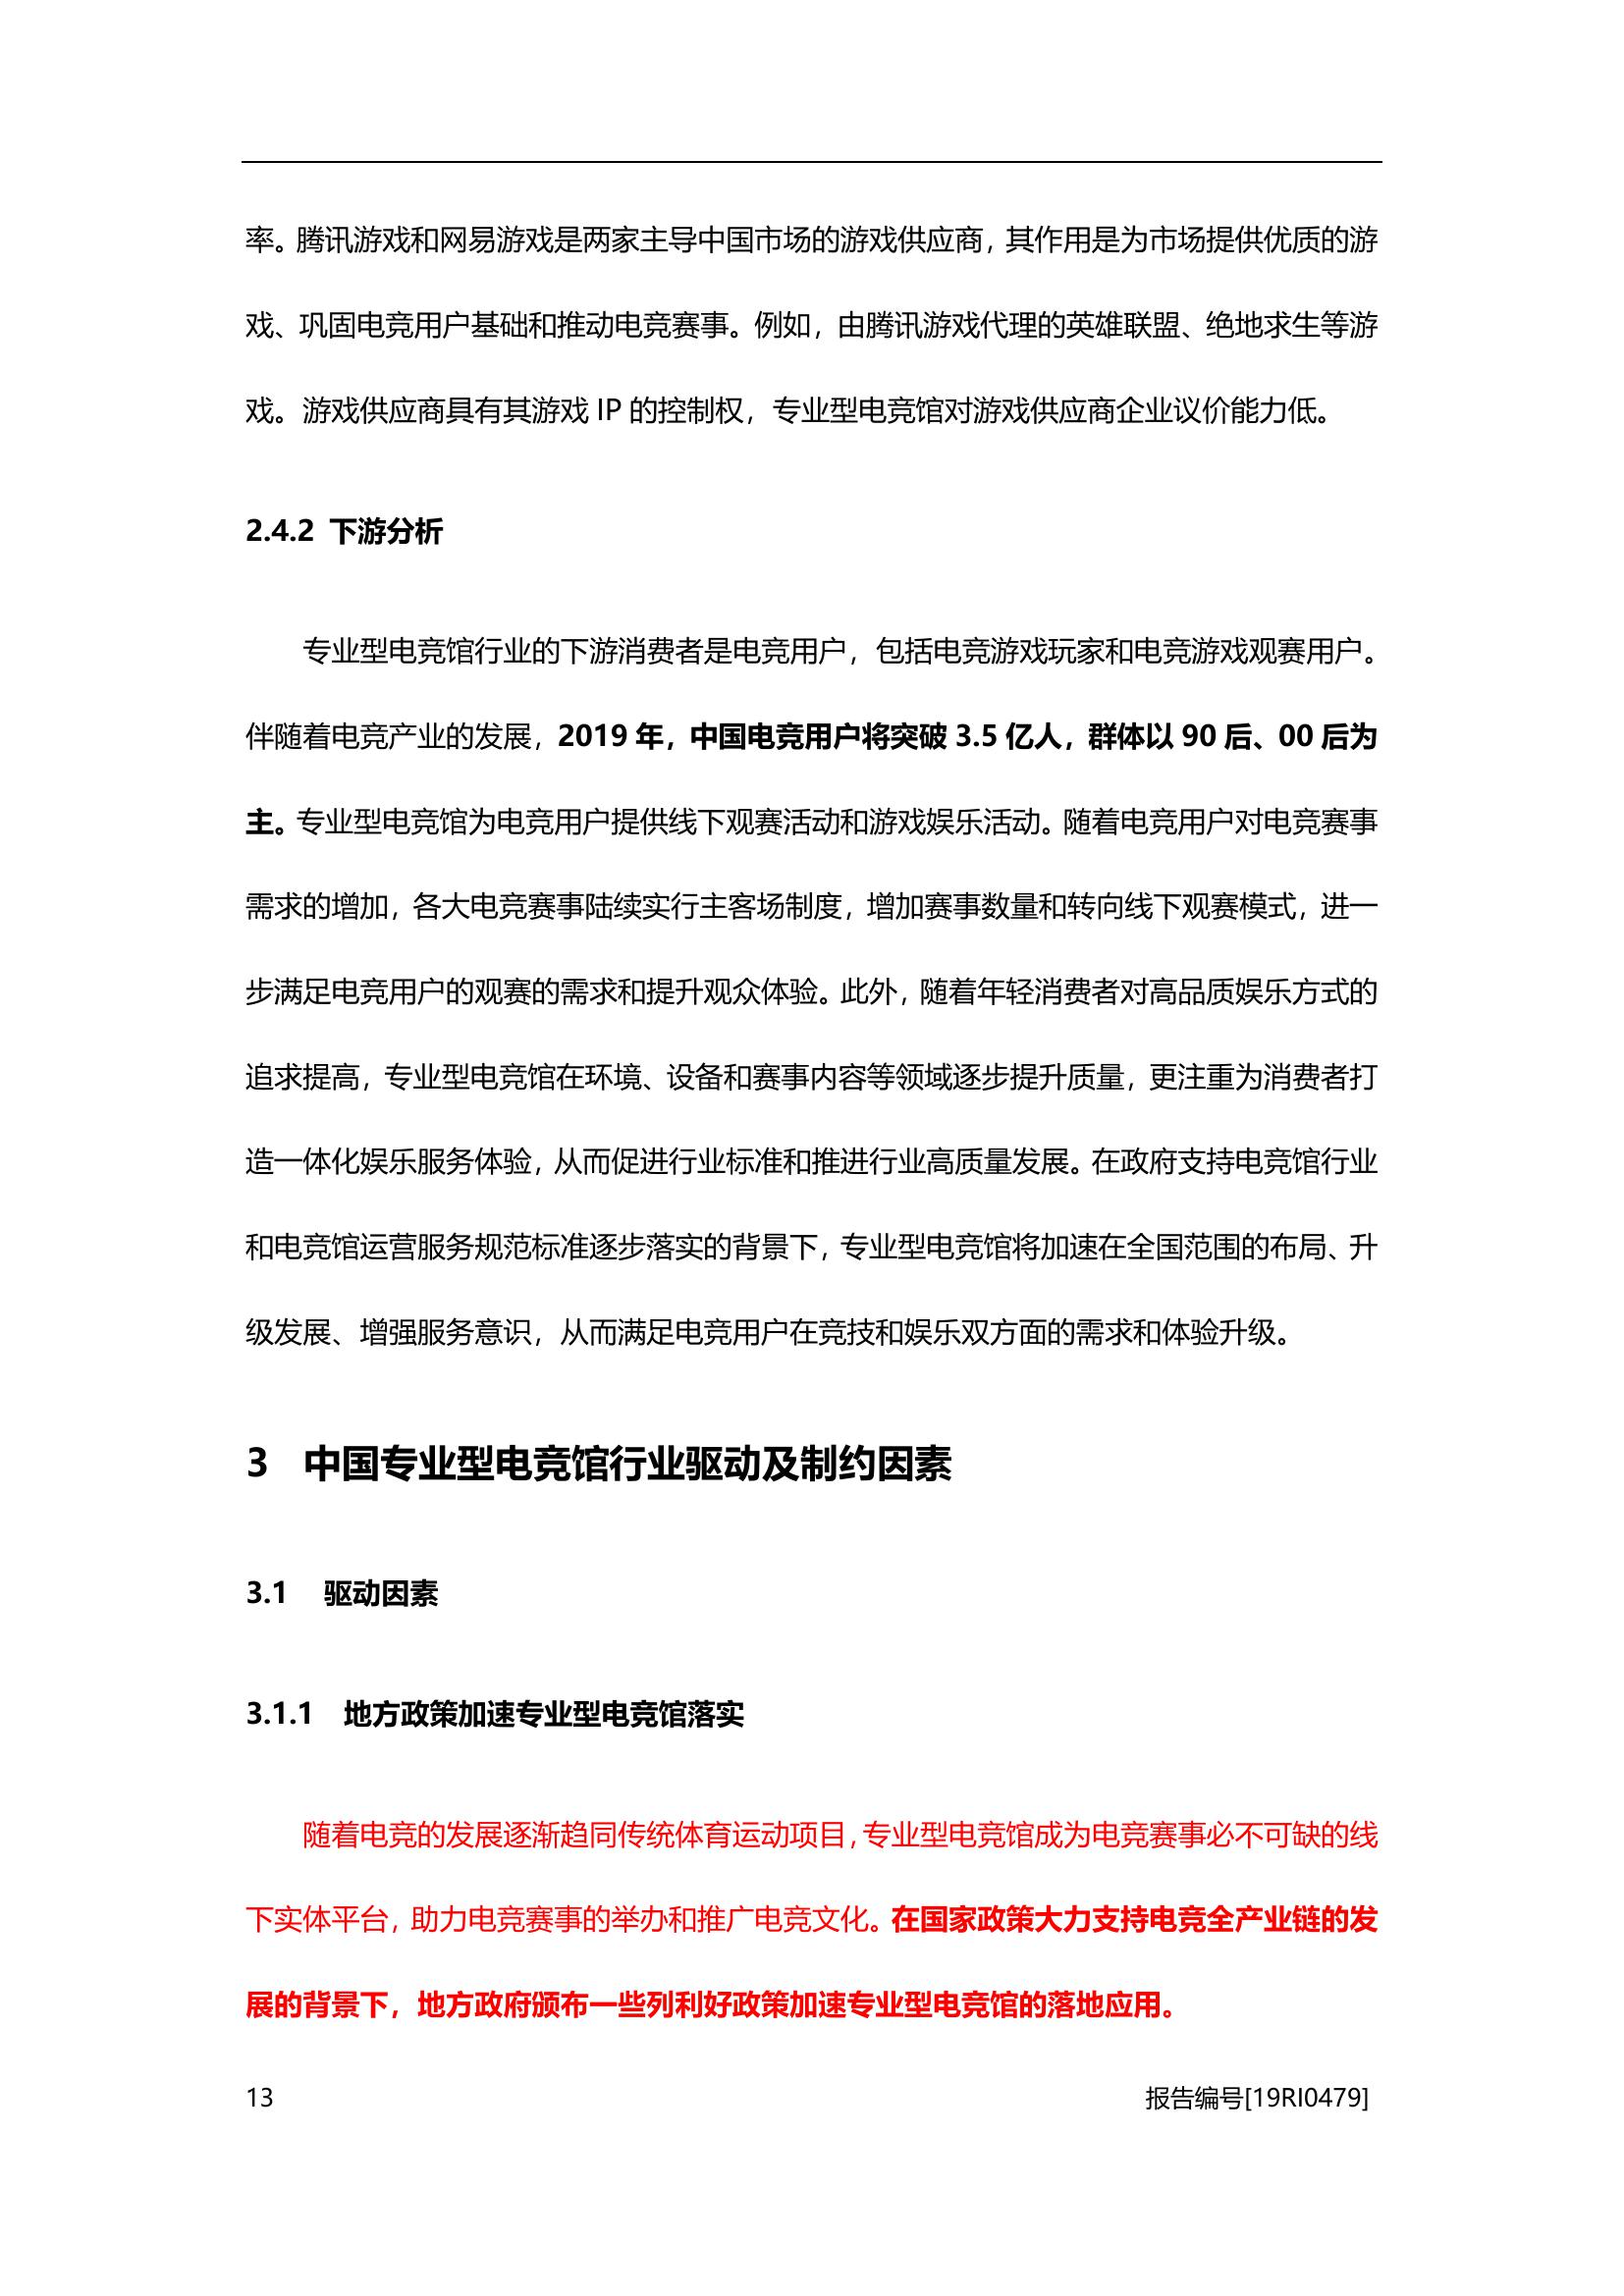 率。腾讯游戏和网易游戏是两家主导中国市场的游戏供应商，其作用是为市场提供优质的游
戏、巩固电竞用户基础和推动电竞赛事。例如，由腾讯游戏代理的英雄联盟、绝地求生等游
戏。游戏供应商具有其游戏 IP 的控制权，专业型电竞馆对游戏供应商企业议价能力低。
2.4.2 下游分析
专业型电竞馆行业的下游消费者是电竞用户，包括电竞游戏玩家和电竞游戏观赛用户。
伴随着电竞产业的发展，2019 年，中国电竞用户将突破 3.5 亿人，群体以 90 后、00 后为
主。专业型电竞馆为电竞用户提供线下观赛活动和游戏娱乐活动。随着电竞用户对电竞赛事
需求的增加，各大电竞赛事陆续实行主客场制度，增加赛事数量和转向线下观赛模式，进一
步满足电竞用户的观赛的需求和提升观众体验。此外，随着年轻消费者对高品质娱乐方式的
追求提高，专业型电竞馆在环境、设备和赛事内容等领域逐步提升质量，更注重为消费者打
造一体化娱乐服务体验，从而促进行业标准和推进行业高质量发展。在政府支持电竞馆行业
和电竞馆运营服务规范标准逐步落实的背景下，专业型电竞馆将加速在全国范围的布局、升
级发展、增强服务意识，从而满足电竞用户在竞技和娱乐双方面的需求和体验升级。
3 中国专业型电竞馆行业驱动及制约因素
3.1 驱动因素
3.1.1 地方政策加速专业型电竞馆落实
随着电竞的发展逐渐趋同传统体育运动项目，专业型电竞馆成为电竞赛事必不可缺的线
下实体平台，助力电竞赛事的举办和推广电竞文化。在国家政策大力支持电竞全产业链的发
展的背景下，地方政府颁布一些列利好政策加速专业型电竞馆的落地应用。
13 报告编号[19RI0479]